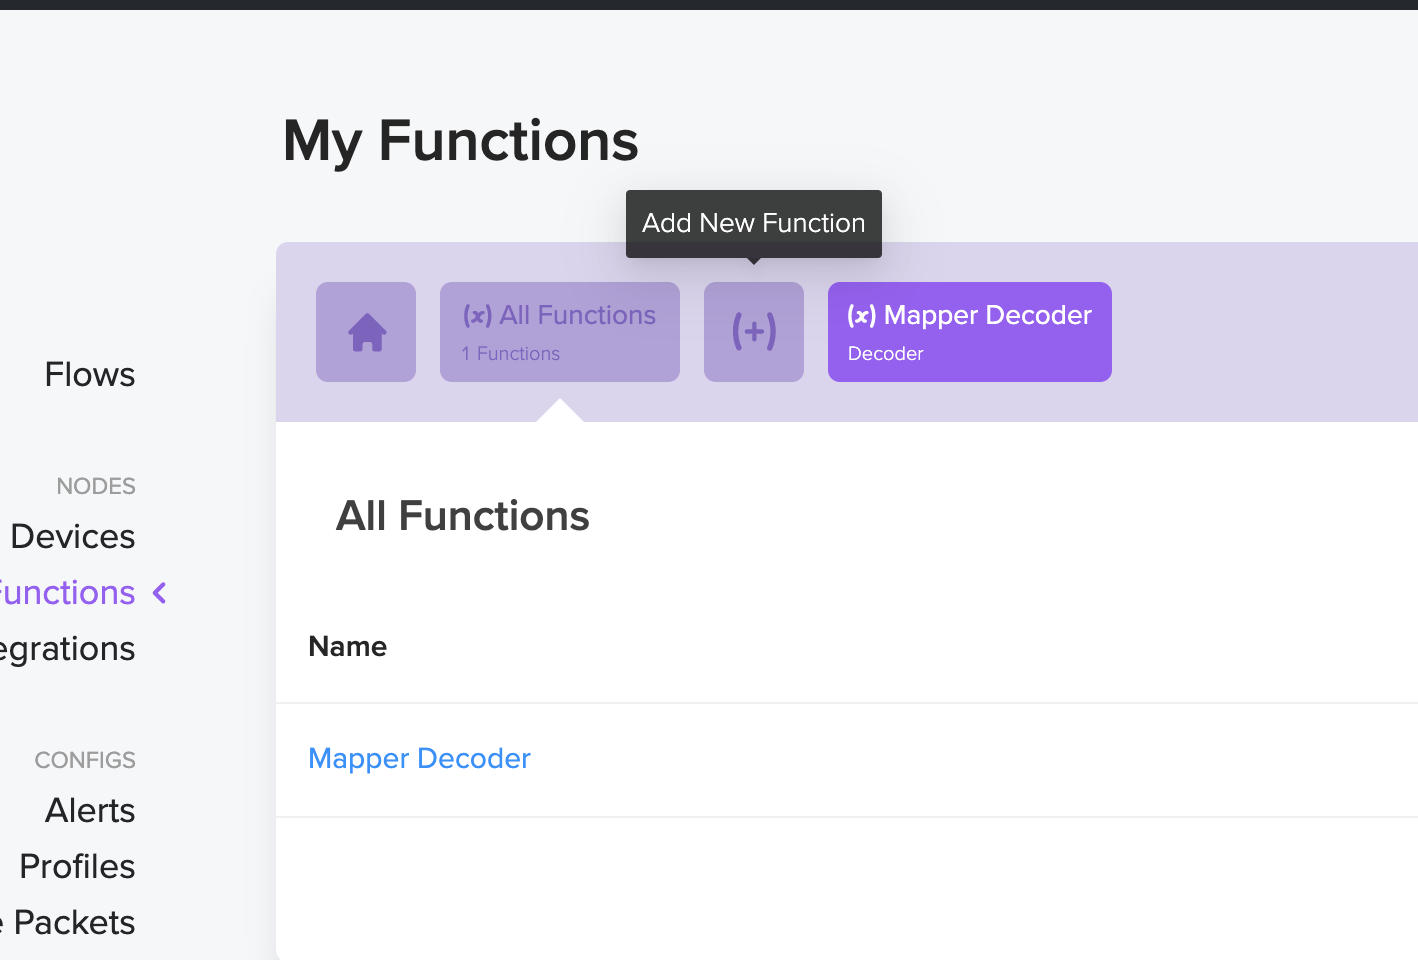 My Functions
Add New Function
(x) All Functions
1 Functions
(+)
(x) Mapper Decoder
Decoder
Flows
NODES
Devices
Functions
egrations
CONFIGS
Alerts
Profiles
e Packets
All Functions
Name
Mapper Decoder